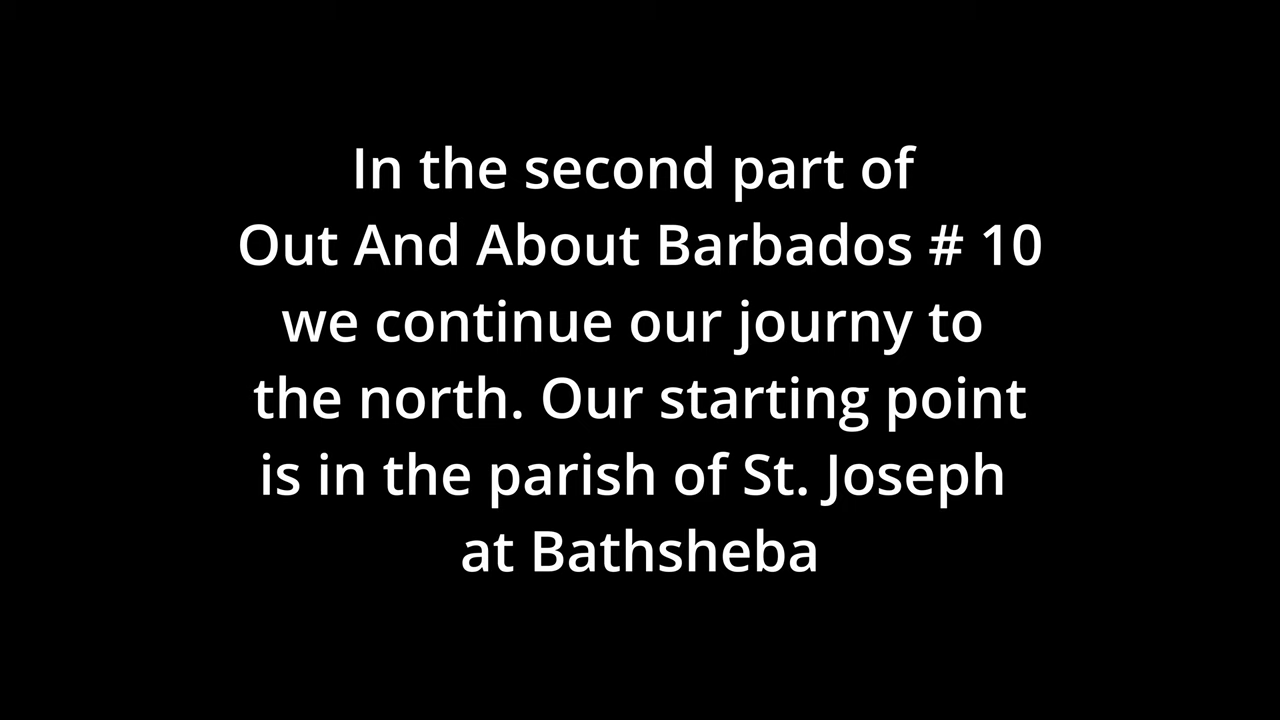 In the second part of
Out And About Barbados # 10
we continue our journy to
the north. Our starting point
is in the parish of St. Joseph
at Bathsheba